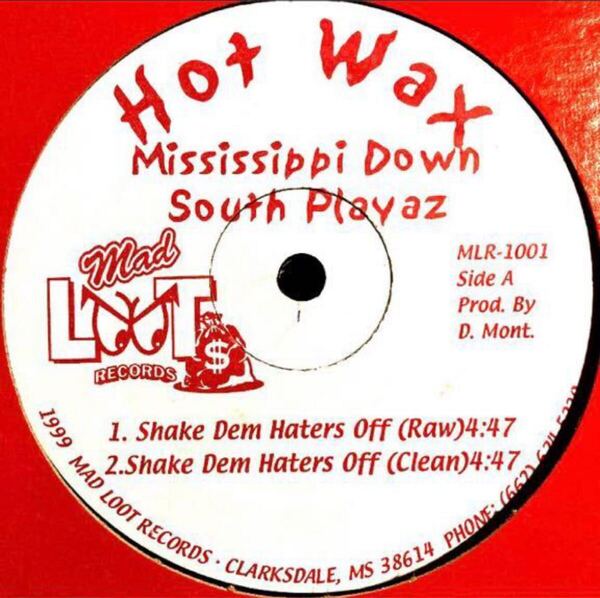 Hot Wax
Mississippi Down
South Playaz
Mad
LOOT
$
RECORDS
MLR-1001
Side A
Prod. By
D. Mont.
1. Shake Dem Haters Off (Raw)4:47
2.Shake Dem Haters Off (Clean)4:47
1999 MAD LOOT RECORDS · CLARKSDALE, MS 38614 PHONE: (662)